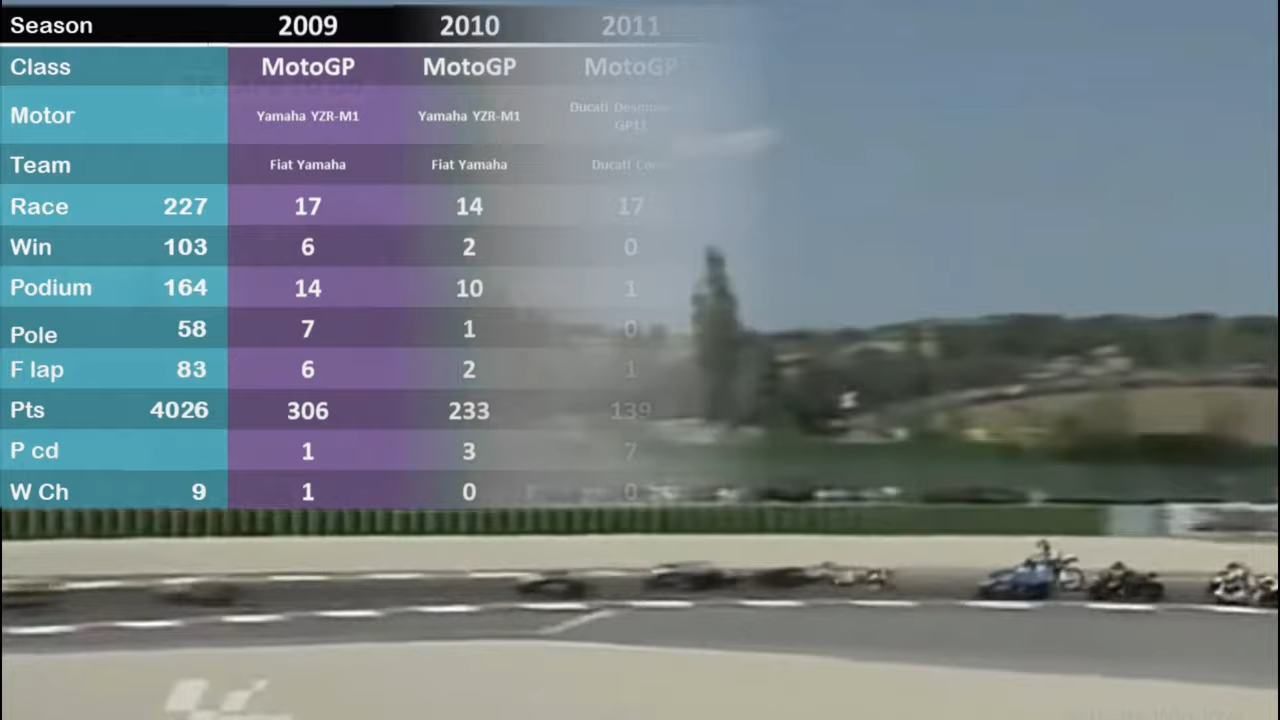 Season 2009 2010 2011
Class MotoGP MotoGP MotoGP
Motor Yamaha YZR-M1 Yamaha YZR-M1 Ducati
GP11
Team Fiat Yamaha Fiat Yamaha Ducati
Race 227 17 14 17
Win 103 6 2 0
Podium 164 14 10 1
Pole 58 7 1 0
F lap 83 6 2 1
Pts 4026 306 233 139
P cd 1 3 7
W Ch 9 1 0 0